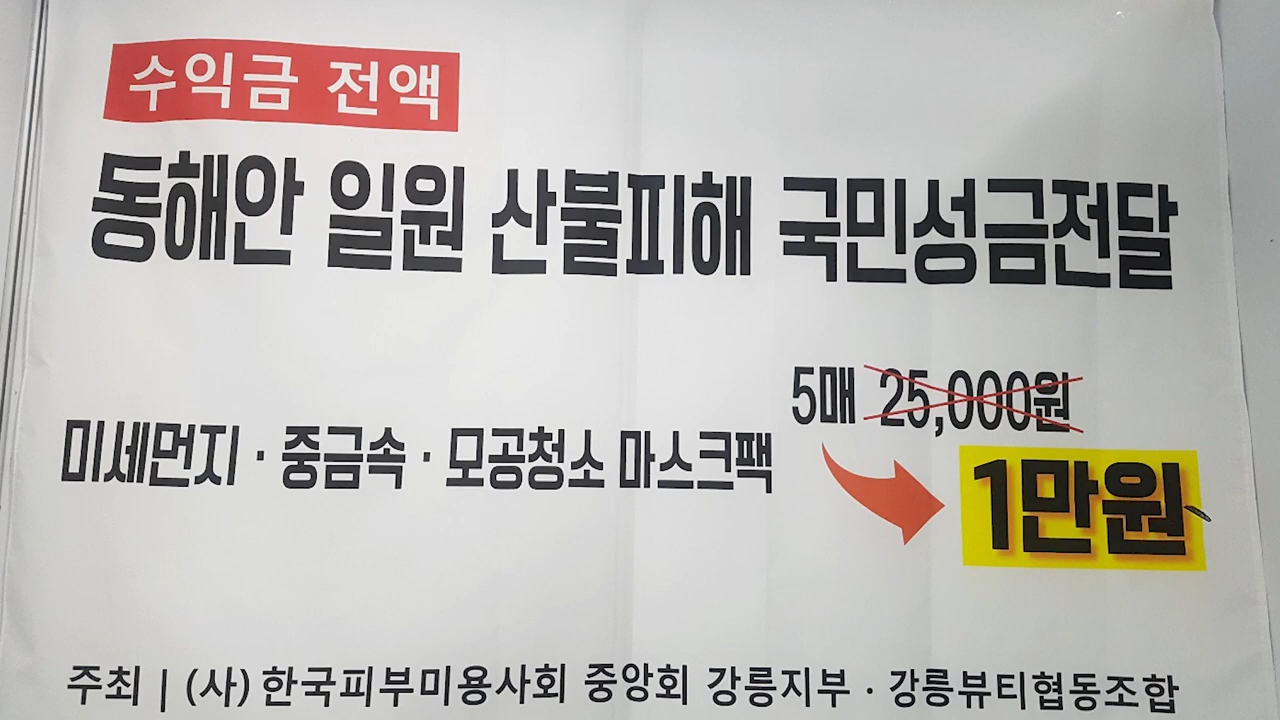 수익금 전액
동해안 일원 산불피해 국민성금전달
5매 25,000원
미세먼지 · 중금속 · 모공청소 마스크팩
1만원
주최 | (사)한국피부미용사회 중앙회 강릉지부 · 강릉뷰티협동조합